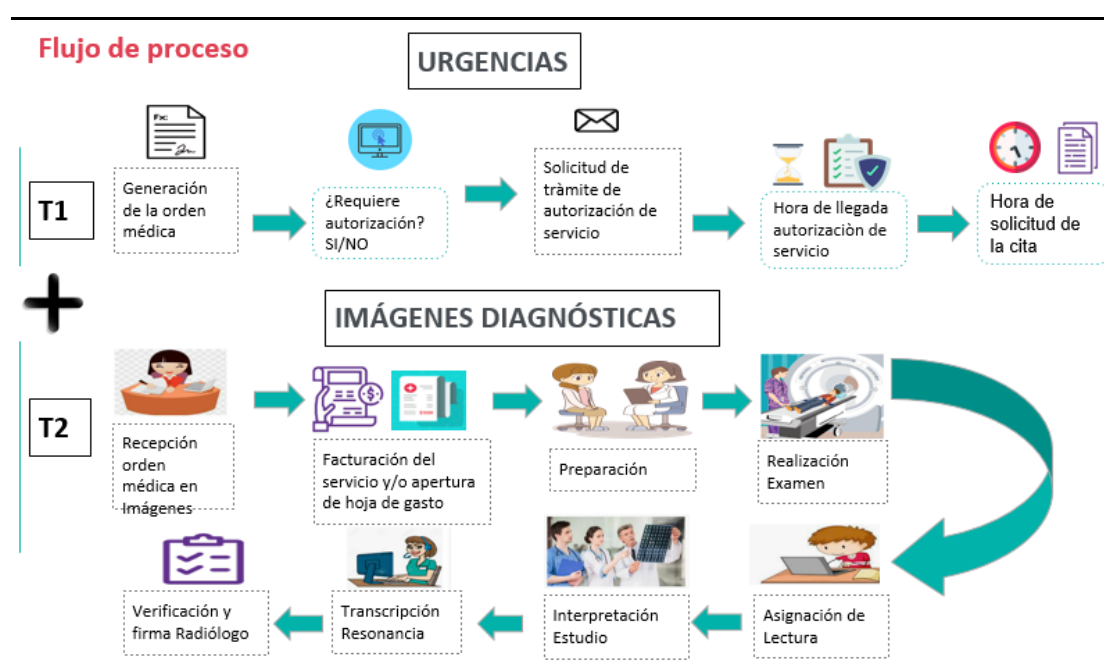 Flujo de proceso
URGENCIAS
T1
Fx:
Generación
de la orden
médica
¿Requiere
autorización?
SI/NO
Solicitud de
tràmite de
autorización de
servicio
Hora de llegada
autorizaciòn de
servicio
Hora de
solicitud de
la cita
IMÁGENES DIAGNÓSTICAS
T2
Recepción
orden
médica en
Imágenes
$
Facturación del
servicio y/o apertura
de hoja de gasto
Preparación
Realización
Examen
Asignación de
Lectura
Interpretación
Estudio
Transcripción
Resonancia
Verificación y
firma Radiólogo